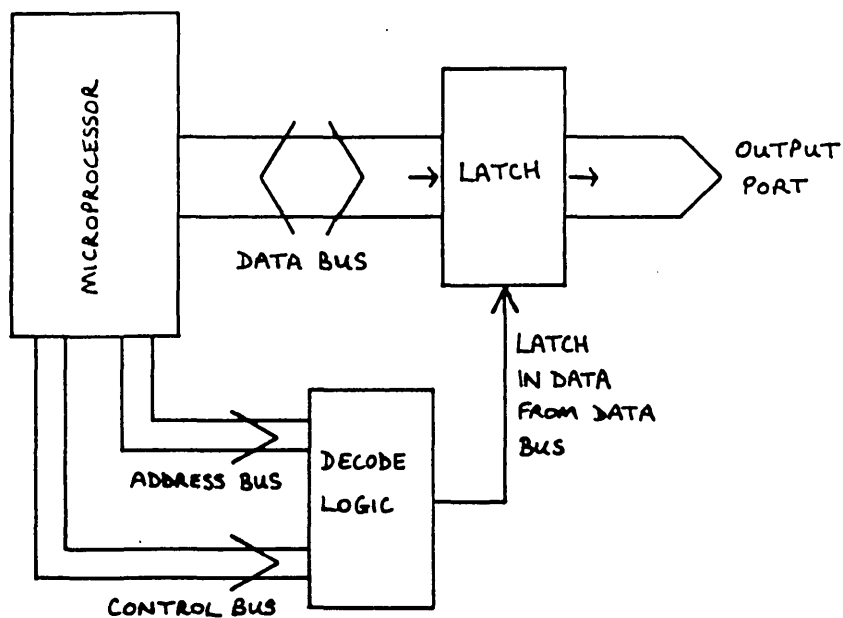 MICROPROCESSOR
DATA BUS
LATCH
OUTPUT
PORT
LATCH
IN DATA
FROM DATA
BUS
ADDRESS BUS
DECODE
LOGIC
CONTROL BUS